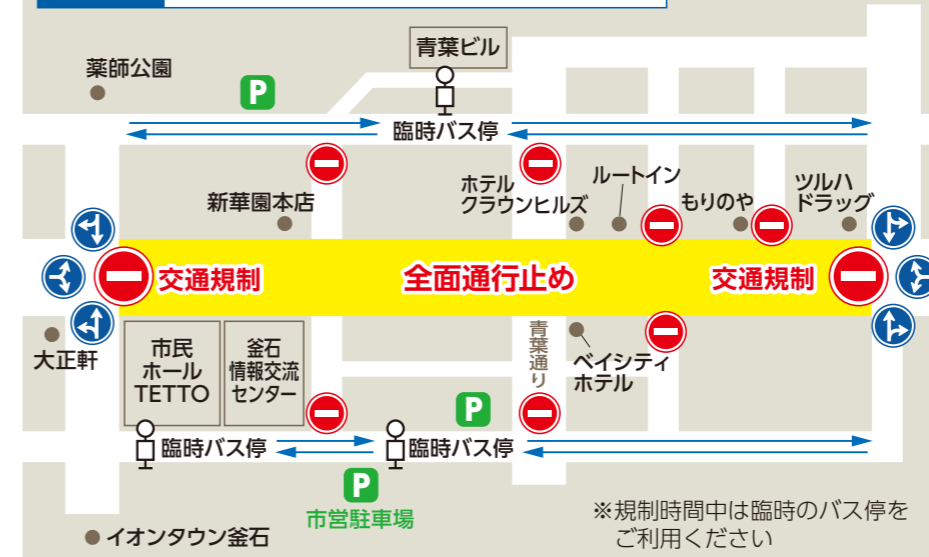 青葉ビル
薬師公園
P
臨時バス停
新華園本店
ホテル
クラウンヒルズ
ルートイン
もりのや
ツルハ
ドラッグ
交通規制
全面通行止め
交通規制
大正軒
市民
ホール
TETTO
釜石
情報交流
センター
青葉通り
ベイシティ
ホテル
P
臨時バス停
臨時バス停
P
市営駐車場
イオンタウン釜石
※規制時間中は臨時のバス停を
ご利用ください